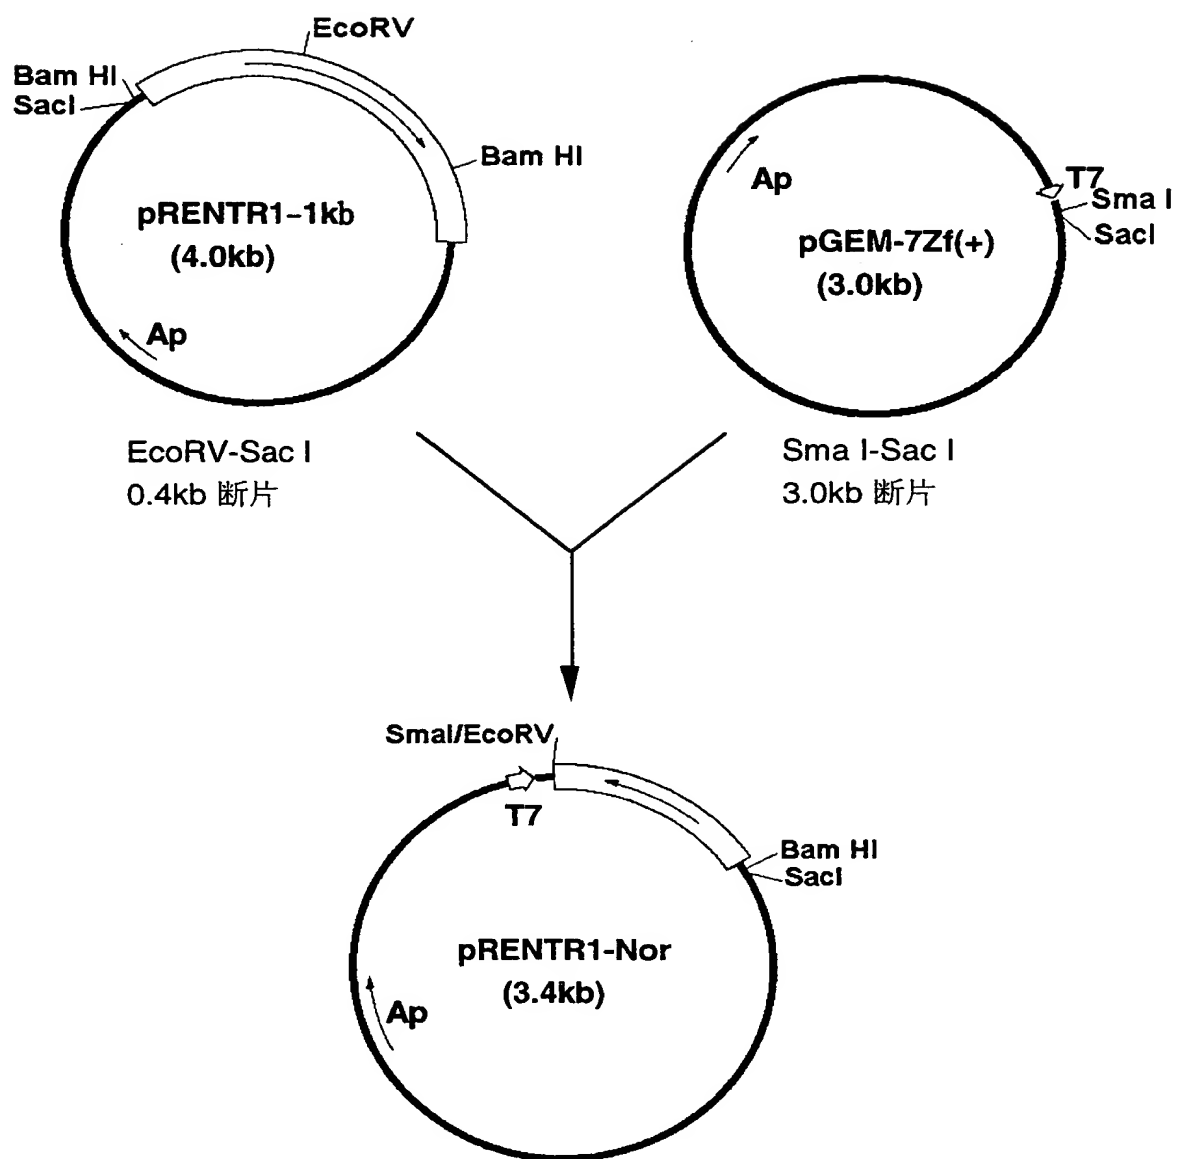 EcoRV
Bam HI
SacI
Bam HI
pRENTR1-1kb
(4.0kb)
Ap
EcoRV-Sac I
0.4kb 断片
Ap
T7
Sma I
SacI
pGEM-7Zf(+)
(3.0kb)
Sma I-Sac I
3.0kb 断片
SmaI/EcoRV
T7
Bam HI
SacI
pRENTR1-Nor
(3.4kb)
Ap